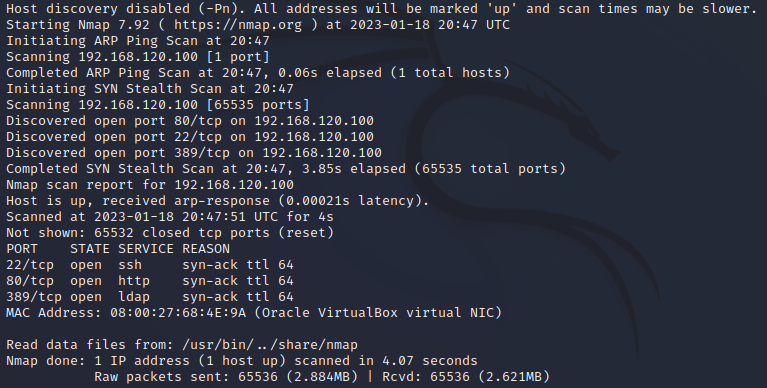 Host discovery disabled (-Pn). All addresses will be marked 'up' and scan times may be slower.
Starting Nmap 7.92 ( https://nmap.org ) at 2023-01-18 20:47 UTC
Initiating ARP Ping Scan at 20:47
Scanning 192.168.120.100 [1 port]
Completed ARP Ping Scan at 20:47, 0.06s elapsed (1 total hosts)
Initiating SYN Stealth Scan at 20:47
Scanning 192.168.120.100 [65535 ports]
Discovered open port 80/tcp on 192.168.120.100
Discovered open port 22/tcp on 192.168.120.100
Discovered open port 389/tcp on 192.168.120.100
Completed SYN Stealth Scan at 20:47, 3.85s elapsed (65535 total ports)
Nmap scan report for 192.168.120.100
Host is up, received arp-response (0.00021s latency).
Scanned at 2023-01-18 20:47:51 UTC for 4s
Not shown: 65532 closed tcp ports (reset)
PORT    STATE SERVICE REASON
22/tcp  open  ssh     syn-ack ttl 64
80/tcp  open  http    syn-ack ttl 64
389/tcp open  ldap    syn-ack ttl 64
MAC Address: 08:00:27:68:4E:9A (Oracle VirtualBox virtual NIC)

Read data files from: /usr/bin/../share/nmap
Nmap done: 1 IP address (1 host up) scanned in 4.07 seconds
           Raw packets sent: 65536 (2.884MB) | Rcvd: 65536 (2.621MB)